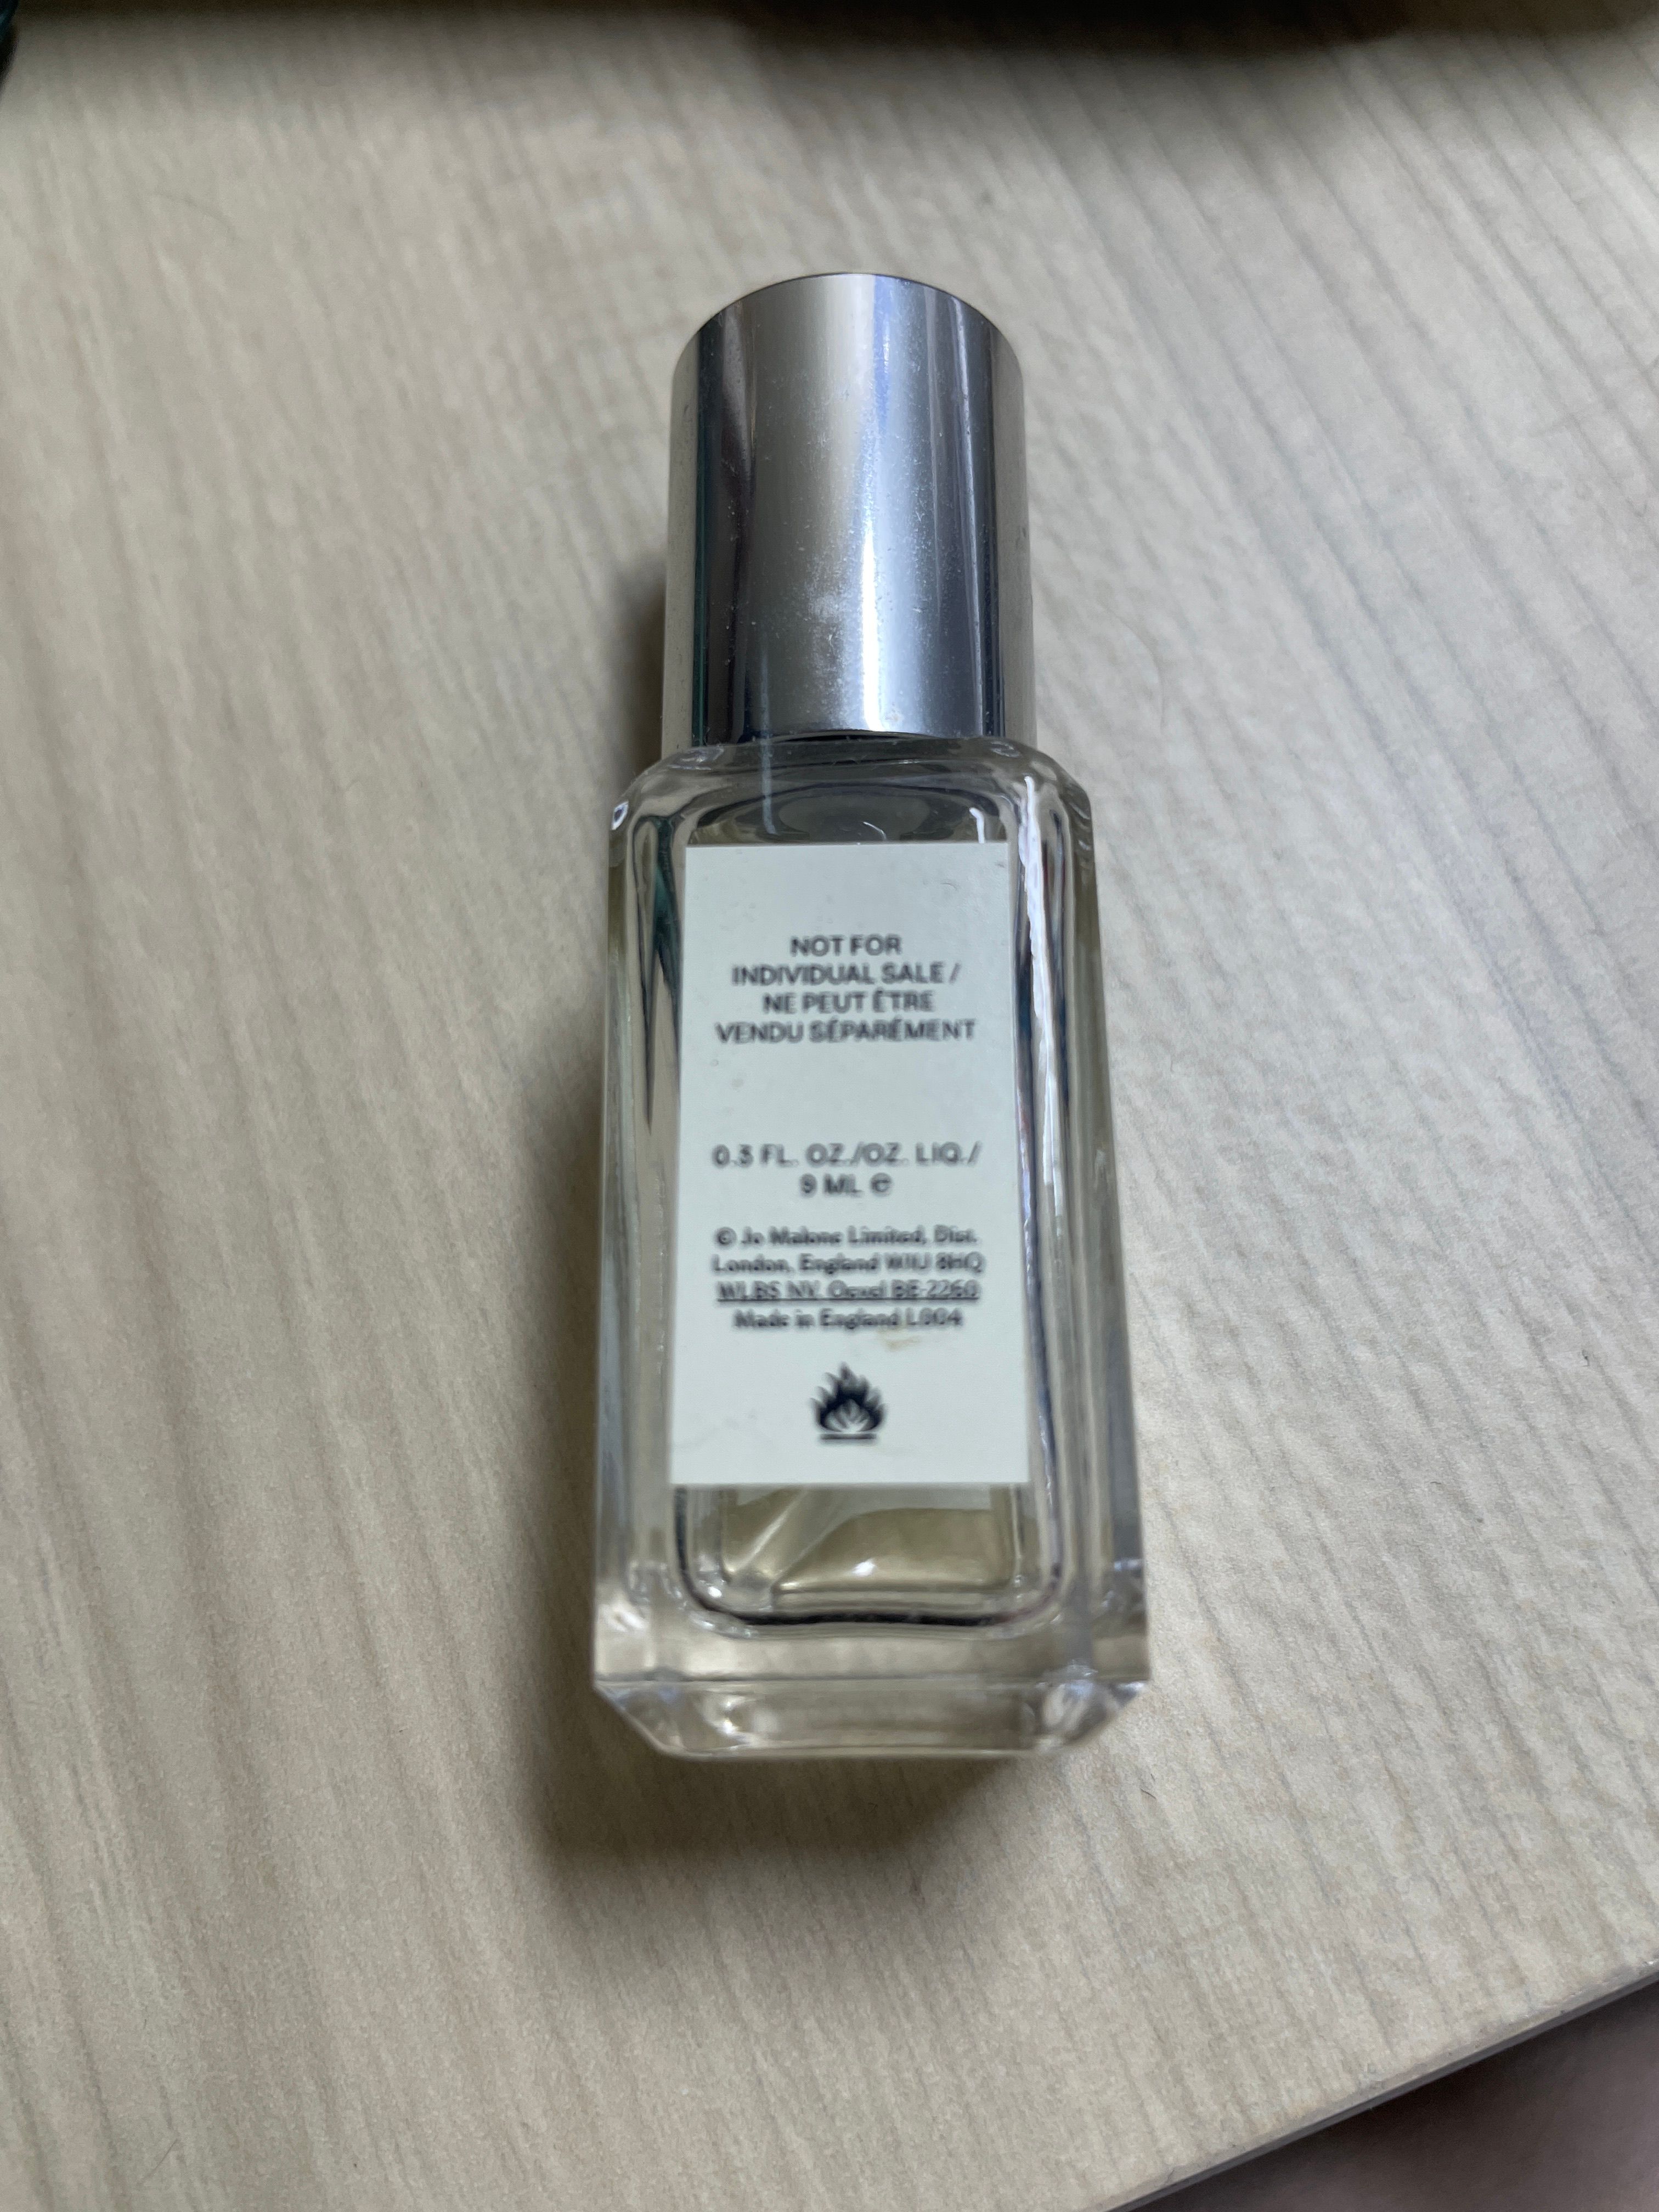 NOT FOR
INDIVIDUAL SALE /
NE PEUT ÊTRE
VENDU SÉPARÉMENT
0.3 FL. OZ./OZ. LIQ./
9 ML ℮
© Jo Malone Limited, Dist.
London, England W1U 8HQ
WLBS NV. Oevel BE-2260
Made in England L004